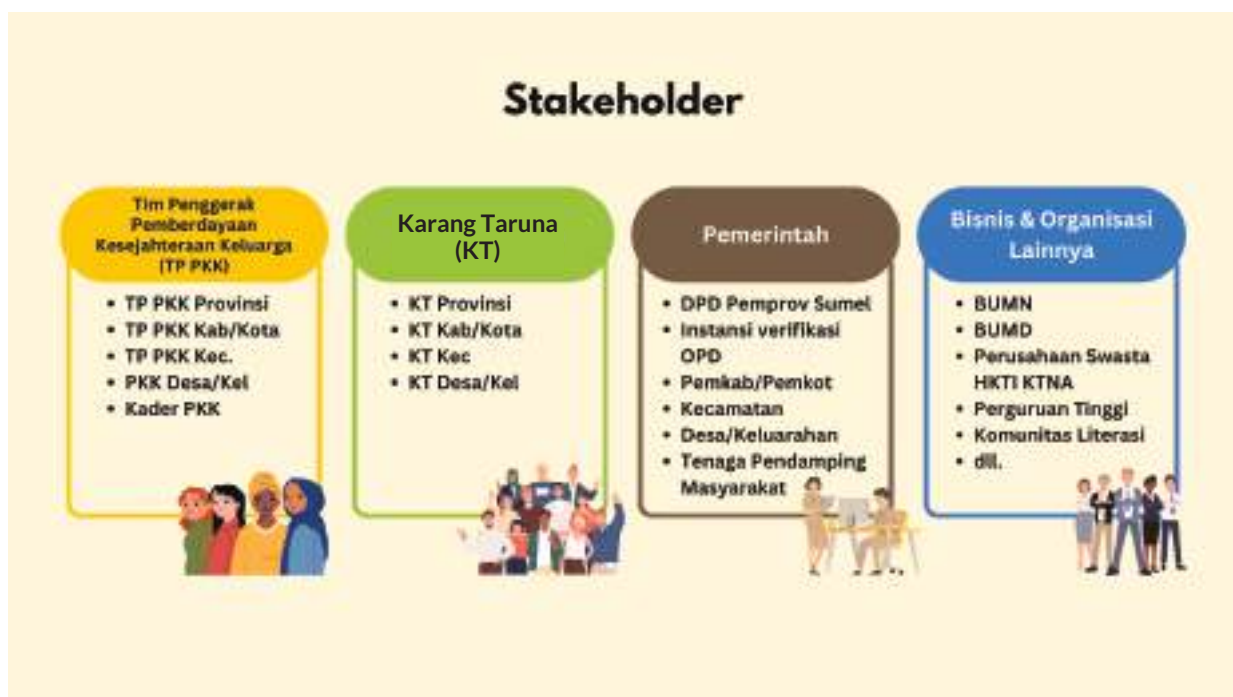 Stakeholder
Tim Penggerak
Pemberdayaan
Kesejahteraan Keluarga
(TP PKK)
• TP PKK Provinsi
• TP PKK Kab/Kota
• TP PKK Kec.
• PKK Desa/Kel
• Kader PKK
Karang Taruna
(KT)
• KT Provinsi
• KT Kab/Kota
• KT Kec
• KT Desa/Kel
Pemerintah
• OPD Pemprov Sumsel
• Instansi verifikasi
OPD
• Pemkab/Pemkot
• Kecamatan
• Desa/Kelurahan
• Tenaga Pendamping
Masyarakat
Bisnis & Organisasi
Lainnya
• BUMN
• BUMD
• Perusahaan Swasta
HKTI KTNA
• Perguruan Tinggi
• Komunitas Literasi
• dll.